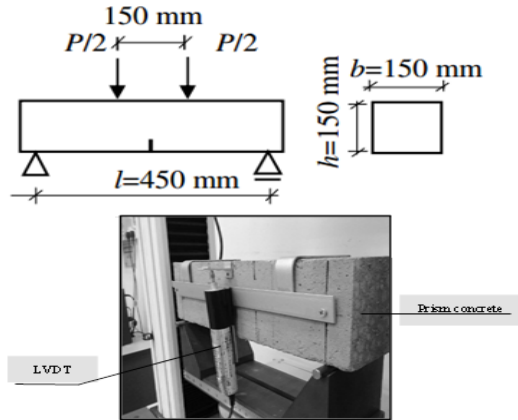 150 mm
P/2 P/2
b=150 mm
h=150 mm
l=450 mm
Prism concrete
LVDT